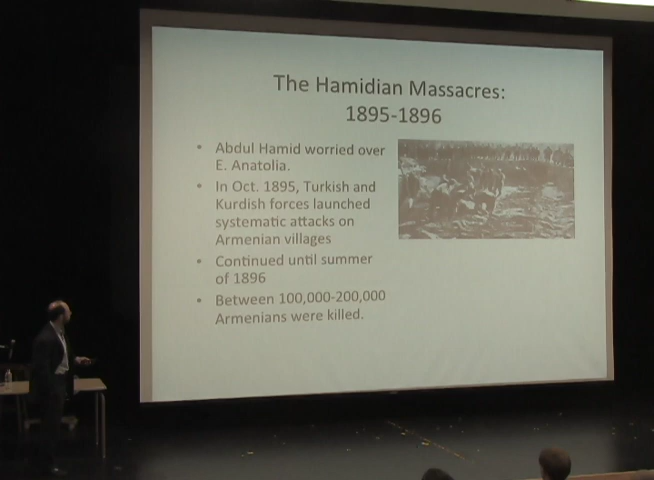 The Hamidian Massacres:
1895-1896
• Abdul Hamid worried over
E. Anatolia.
• In Oct. 1895, Turkish and
Kurdish forces launched
systematic attacks on
Armenian villages
• Continued until summer
of 1896
• Between 100,000-200,000
Armenians were killed.